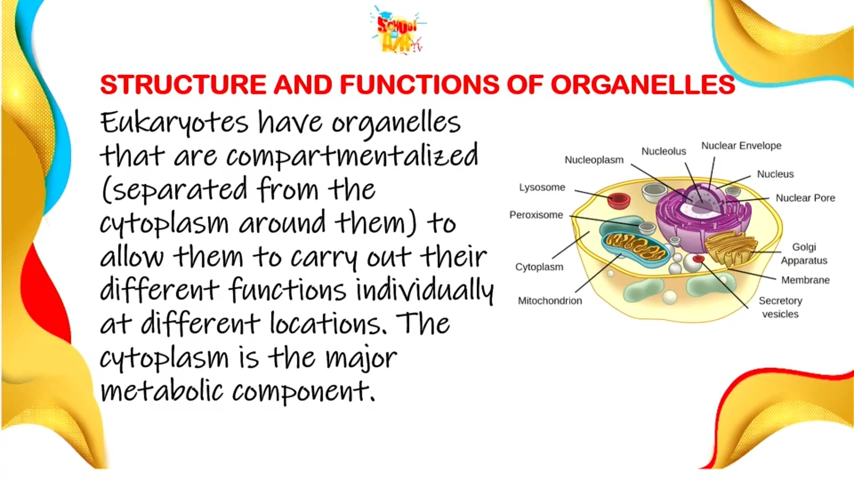 SCHOOL
STRUCTURE AND FUNCTIONS OF ORGANELLES
Eukaryotes have organelles
that are compartmentalized
(separated from the
cytoplasm around them) to
allow them to carry out their
different functions individually
at different locations. The
cytoplasm is the major
metabolic component.
Nucleolus
Nuclear Envelope
Nucleoplasm
Nucleus
Lysosome
Nuclear Pore
Peroxisome
Golgi
Apparatus
Cytoplasm
Membrane
Mitochondrion
Secretory
vesicles